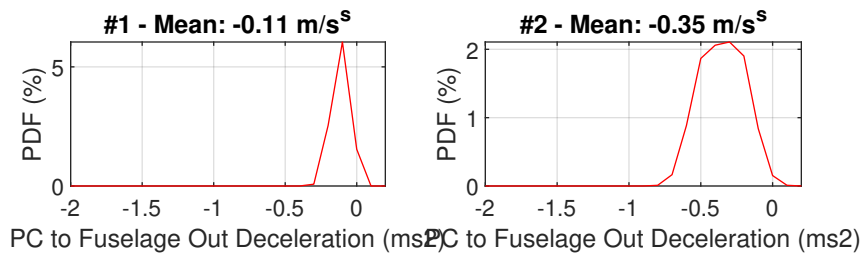 #1 - Mean: -0.11 m/s^s
PDF (%)
5
0
-2 -1.5 -1 -0.5 0
PC to Fuselage Out Deceleration (ms2)
#2 - Mean: -0.35 m/s^s
PDF (%)
2
1
0
-2 -1.5 -1 -0.5 0
PC to Fuselage Out Deceleration (ms2)